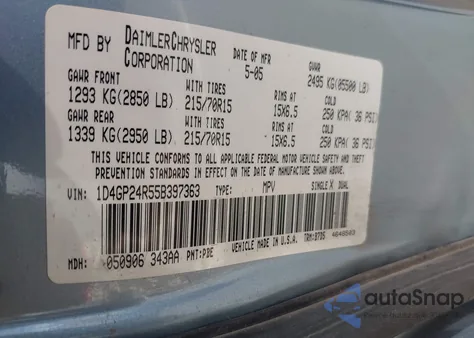 MFD BY DAIMLERCHRYSLER CORPORATION DATE OF MFR 5-05 GVWR 2495 KG(05500 LB)
GAWR FRONT WITH TIRES RIMS AT COLD
1293 KG(2850 LB) 215/70R15 15X6.5 250 KPA( 36 PSI)
GAWR REAR WITH TIRES RIMS AT COLD
1339 KG(2950 LB) 215/70R15 15X6.5 250 KPA( 36 PSI)
THIS VEHICLE CONFORMS TO ALL APPLICABLE FEDERAL MOTOR VEHICLE SAFETY AND THEFT
PREVENTION STANDARDS IN EFFECT ON THE DATE OF MANUFACTURE SHOWN ABOVE.
VIN: 1D4GP24R55B397363 TYPE: MPV SINGLE X DUAL
MDH: 050906 343AA PNT:PDE VEHICLE MADE IN U.S.A. TRM:
autoSnap